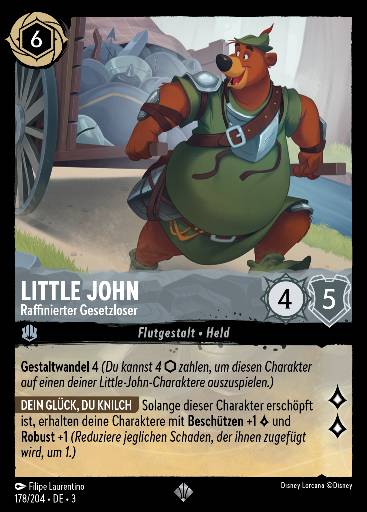 6
LITTLE JOHN
Raffinierter Gesetzloser
4
5
Flutgestalt • Held
Gestaltwandel 4 (Du kannst 4 zahlen, um diesen Charakter
auf einen deiner Little-John-Charaktere auszuspielen.)
DEIN GLÜCK, DU KNILCH Solange dieser Charakter erschöpft
ist, erhalten deine Charaktere mit Beschützen +1 und
Robust +1 (Reduziere jeglichen Schaden, der ihnen zugefügt
wird, um 1.)
Filipe Laurentino
Disney Lorcana ©Disney
178/204 • DE • 3